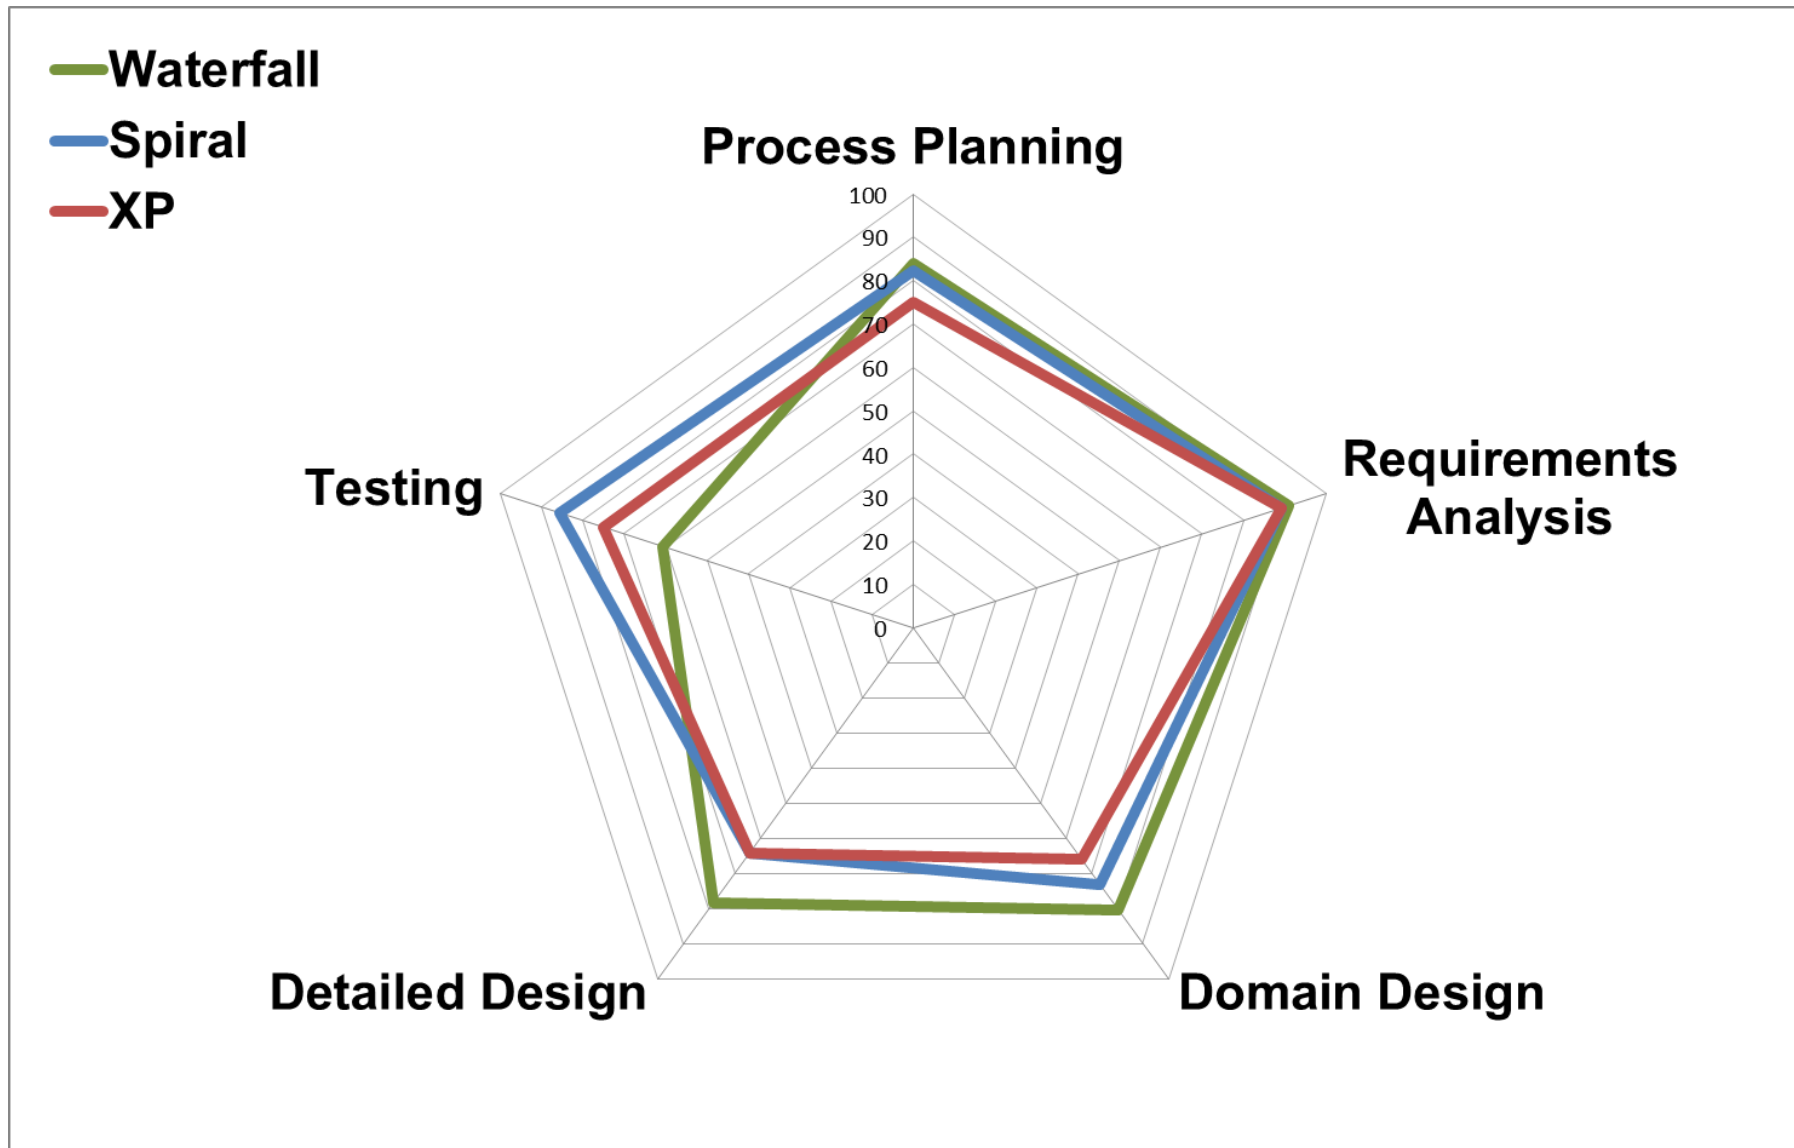 Waterfall
Spiral
XP
Process Planning
100
90
80
70
60
50
40
30
20
10
0
Requirements
Analysis
Testing
Detailed Design
Domain Design